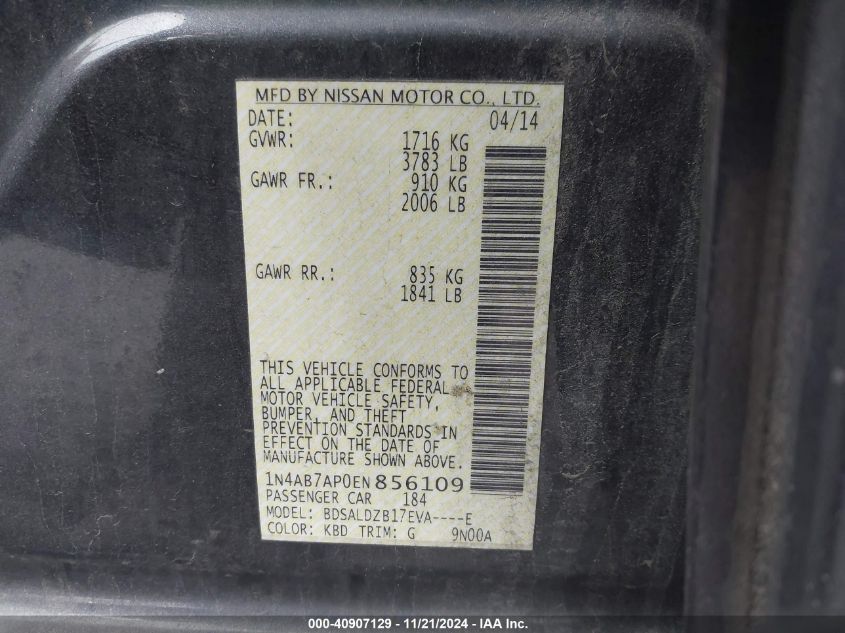 MFD BY NISSAN MOTOR CO., LTD.
DATE: 04/14
GVWR: 1716 KG
3783 LB
GAWR FR.: 910 KG
2006 LB
GAWR RR.: 835 KG
1841 LB
THIS VEHICLE CONFORMS TO
ALL APPLICABLE FEDERAL
MOTOR VEHICLE SAFETY,
BUMPER, AND THEFT
PREVENTION STANDARDS IN
EFFECT ON THE DATE OF
MANUFACTURE SHOWN ABOVE.
1N4AB7AP0EN856109
PASSENGER CAR 184
MODEL: BDSALDZB17EVA----E
COLOR: KBD TRIM: G 9N00A
000-40907129 - 11/21/2024 - IAA Inc.